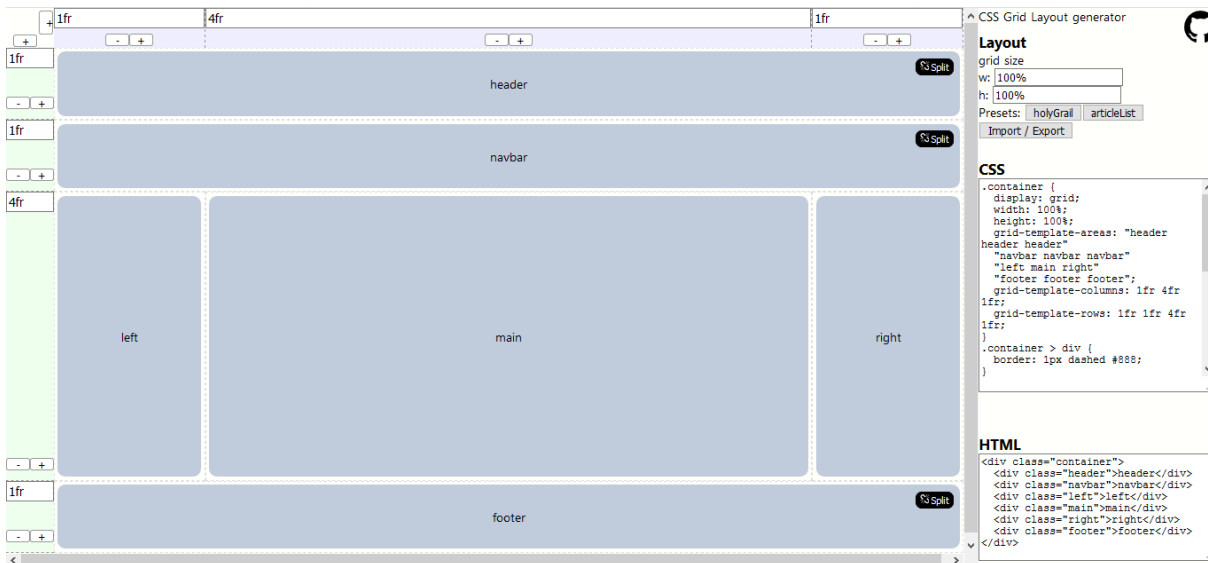 + 1fr 4fr 1fr
+ - + - + - +
1fr
- +
header
Split
1fr
- +
navbar
Split
4fr
- +
left
main
right
1fr
- +
footer
Split
CSS Grid Layout generator
Layout
grid size
w: 100%
h: 100%
Presets: holyGrail articleList
Import / Export
CSS
.container {
  display: grid;
  width: 100%;
  height: 100%;
  grid-template-areas: "header
header header"
  "navbar navbar navbar"
  "left main right"
  "footer footer footer";
  grid-template-columns: 1fr 4fr
1fr;
  grid-template-rows: 1fr 1fr 4fr
1fr;
}
.container > div {
  border: 1px dashed #888;
}
HTML
<div class="container">
  <div class="header">header</div>
  <div class="navbar">navbar</div>
  <div class="left">left</div>
  <div class="main">main</div>
  <div class="right">right</div>
  <div class="footer">footer</div>
</div>